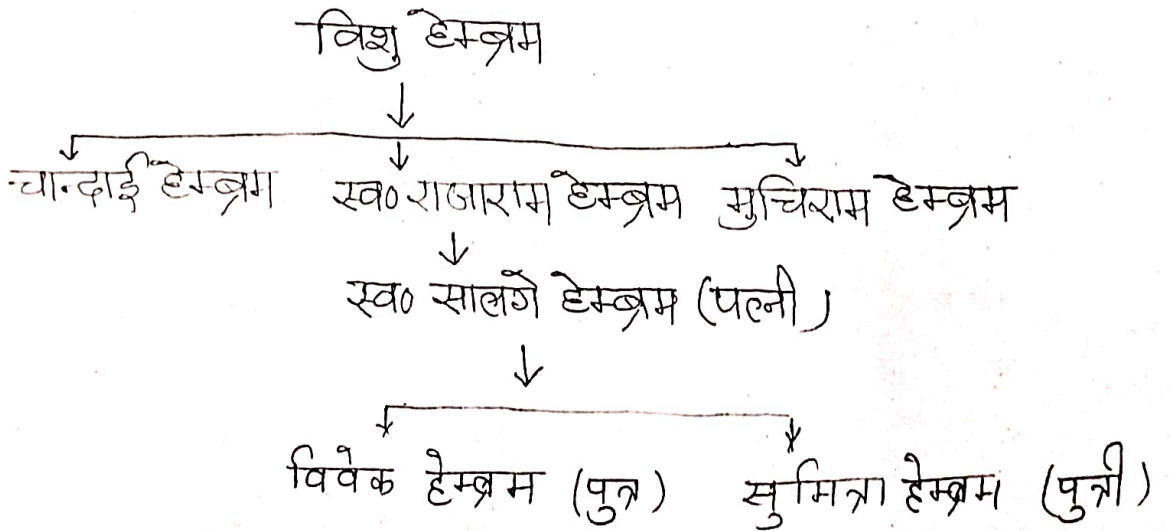 विशु हेम्ब्रम
चान्दाई हेम्ब्रम स्व० राजाराम हेम्ब्रम मुचिराम हेम्ब्रम
स्व० सालगे हेम्ब्रम (पत्नी)
विवेक हेम्ब्रम (पुत्र) सुमित्रा हेम्ब्रम (पुत्री)